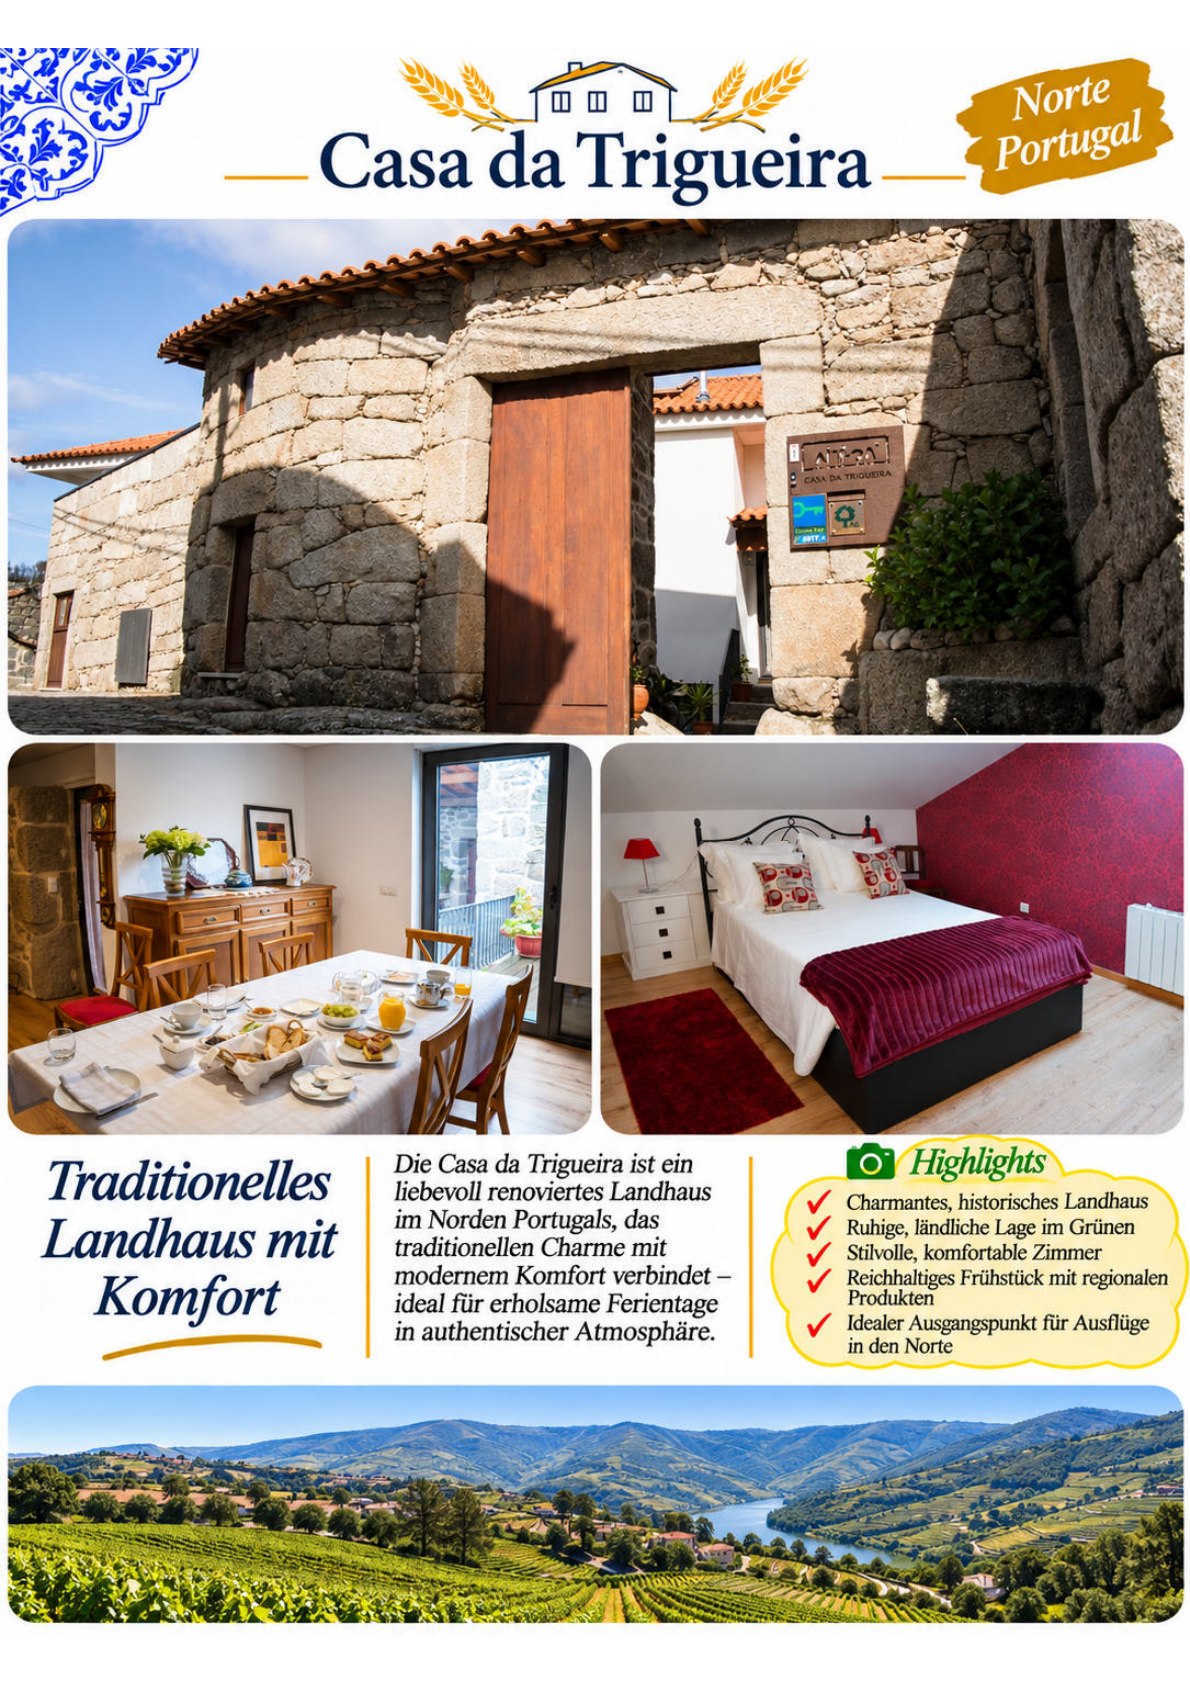 Casa da Trigueira
Norte
Portugal
CASA DA TRIGUEIRA
Traditionelles
Landhaus mit
Komfort
Die Casa da Trigueira ist ein
liebevoll renoviertes Landhaus
im Norden Portugals, das
traditionellen Charme mit
modernem Komfort verbindet –
ideal für erholsame Ferientage
in authentischer Atmosphäre.
Highlights
Charmantes, historisches Landhaus
Ruhige, ländliche Lage im Grünen
Stilvolle, komfortable Zimmer
Reichhaltiges Frühstück mit regionalen
Produkten
Idealer Ausgangspunkt für Ausflüge
in den Norte